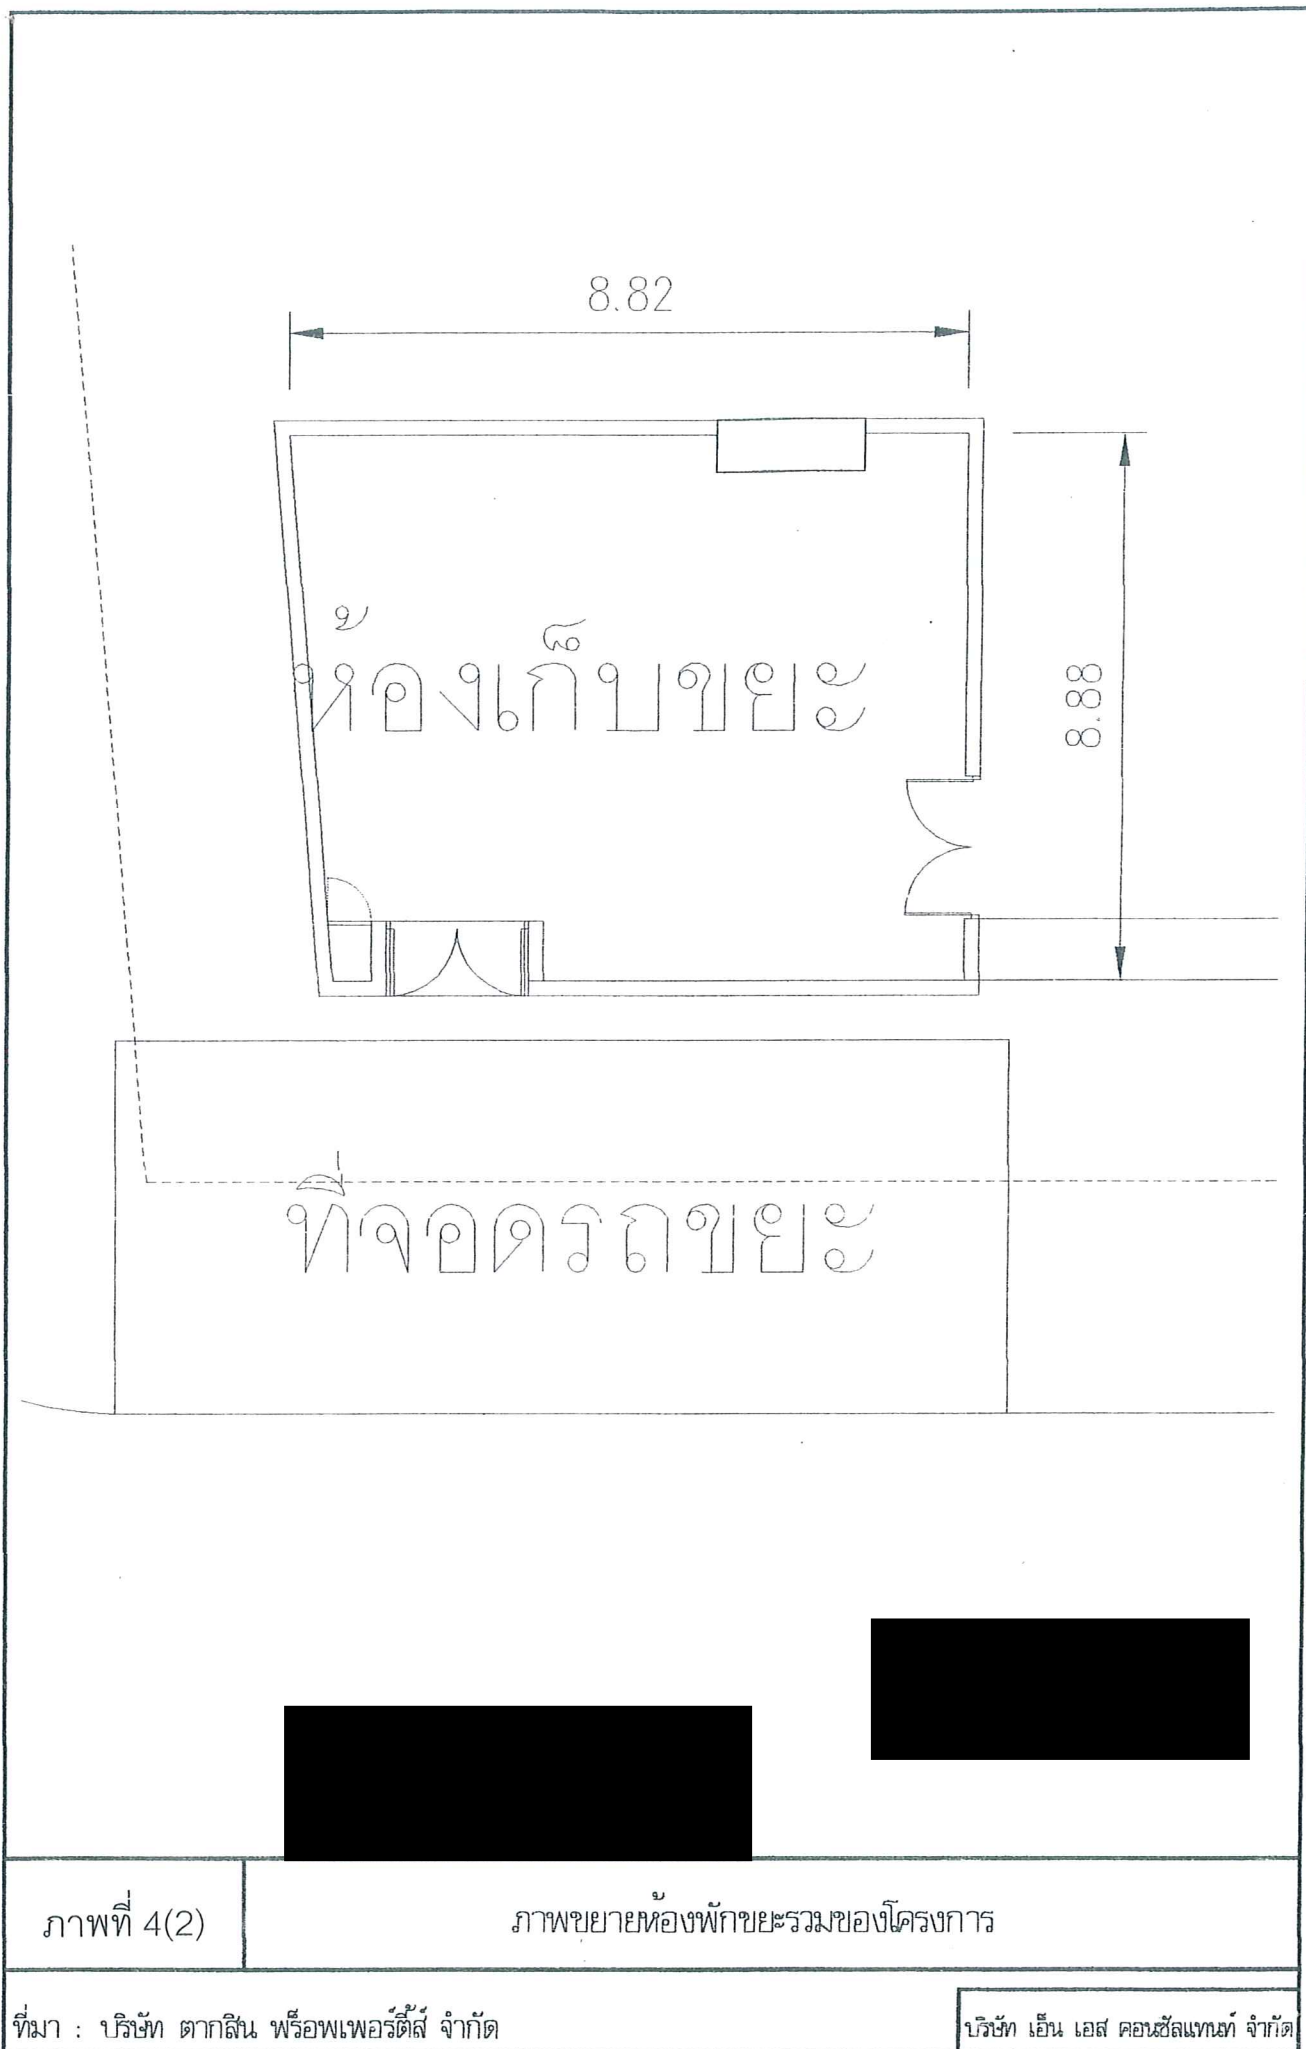 8.82
ห้องเก็บขยะ
8.88
ที่จอดรถขยะ
ภาพที่ 4(2)
ภาพขยายห้องพักขยะรวมของโครงการ
ที่มา : บริษัท ตากสิน พร็อพเพอร์ตี้ส์ จำกัด
บริษัท เอ็น เอส คอนซัลแทนท์ จำกัด